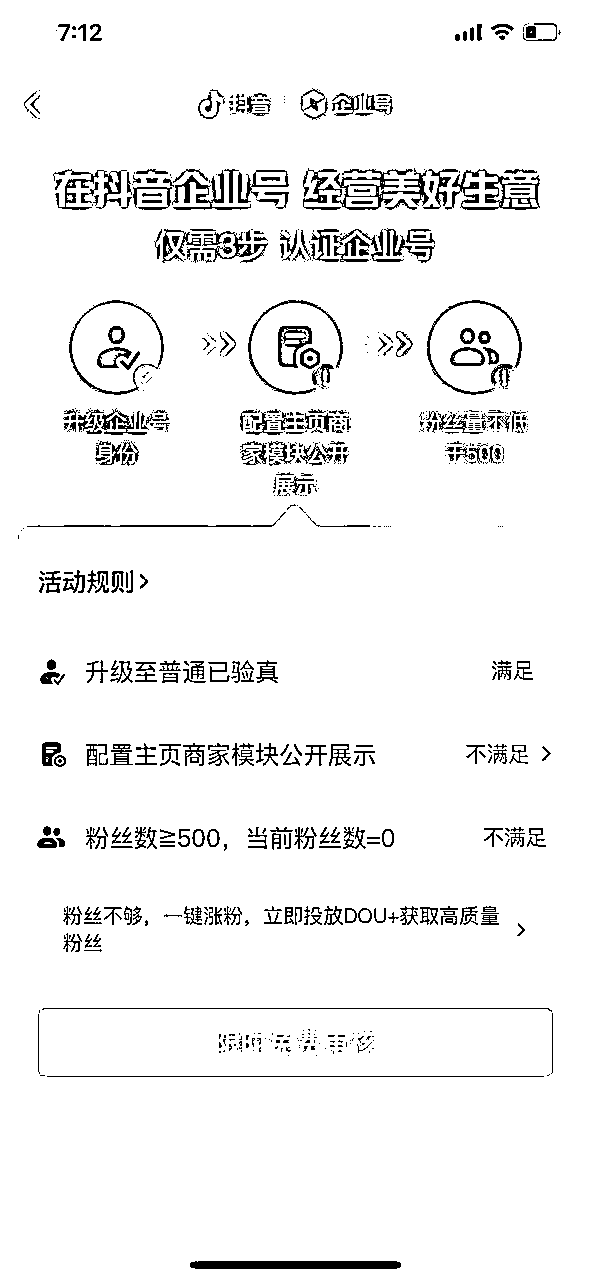 7:12
抖音 企业号
在抖音企业号 经营美好生意
仅需3步 认证企业号
升级企业号
身份
配置主页商
家模块公开
展示
粉丝量不低
于500
活动规则
升级至普通已验真 满足
配置主页商家模块公开展示 不满足
粉丝数≧500，当前粉丝数=0 不满足
粉丝不够，一键涨粉，立即投放DOU+获取高质量
粉丝
限时免费审核